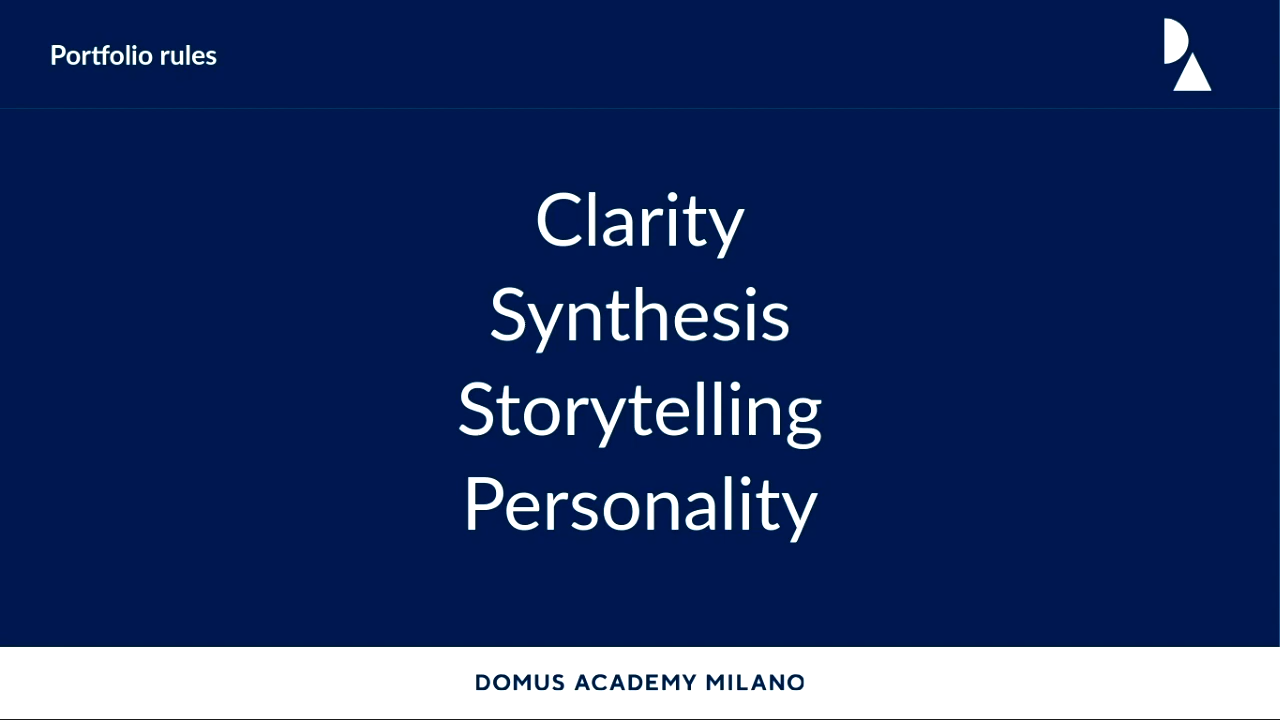 Portfolio rules
Clarity
Synthesis
Storytelling
Personality
DOMUS ACADEMY MILANO